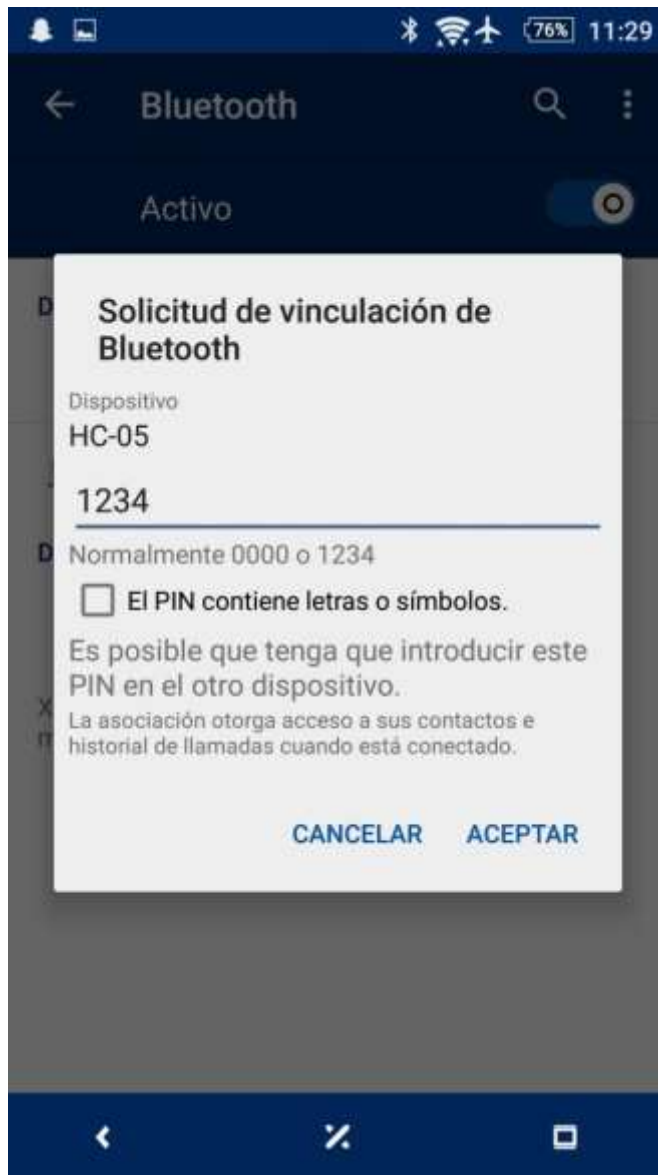 76% 11:29
Bluetooth
Activo
D
Solicitud de vinculación de
Bluetooth
Dispositivo
HC-05
1234
D
Normalmente 0000 o 1234
El PIN contiene letras o símbolos.
Es posible que tenga que introducir este
PIN en el otro dispositivo.
X
La asociación otorga acceso a sus contactos e
historial de llamadas cuando está conectado.
CANCELAR ACEPTAR